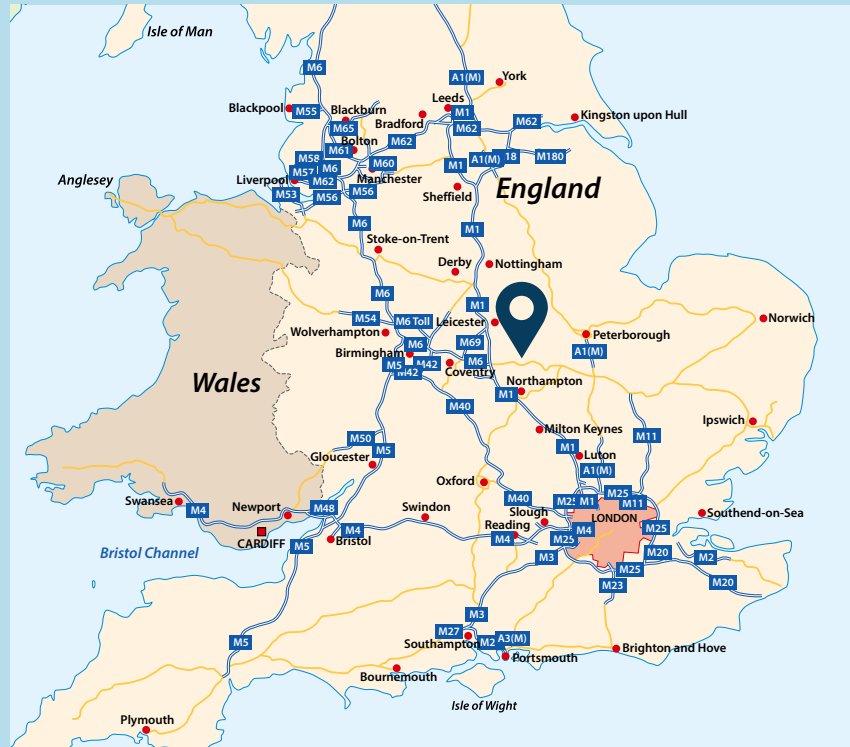 Isle of Man
M6
A1(M)
York
Leeds
Blackpool
M55
Blackburn
M1
Kingston upon Hull
Bradford
M62
M65
M62
Bolton
M62
M61
M58
M60
A1(M)
18
M180
M57
M6
M1
Anglesey
Liverpool
M62
Manchester
England
M53
M56
M56
Sheffield
M6
M1
Stoke-on-Trent
Derby
Nottingham
M6
M1
M54
M6 Toll
Leicester
Norwich
Wolverhampton
Peterborough
M6
M69
Birmingham
A1(M)
M5
M42
M6
M42
Coventry
Wales
Northampton
M1
M40
Ipswich
Milton Keynes
M11
M50
M1
M5
Luton
Gloucester
A1(M)
Oxford
Swansea
M40
M25
M1
M25
M11
M4
Newport
M48
Swindon
Slough
LONDON
Southend-on-Sea
Reading
M4
M4
M25
CARDIFF
Bristol
M4
M25
Bristol Channel
M5
M3
M20
M2
M25
M23
M20
M3
M27
M5
Southampton
M2
A3(M)
Brighton and Hove
Portsmouth
Bournemouth
Isle of Wight
Plymouth